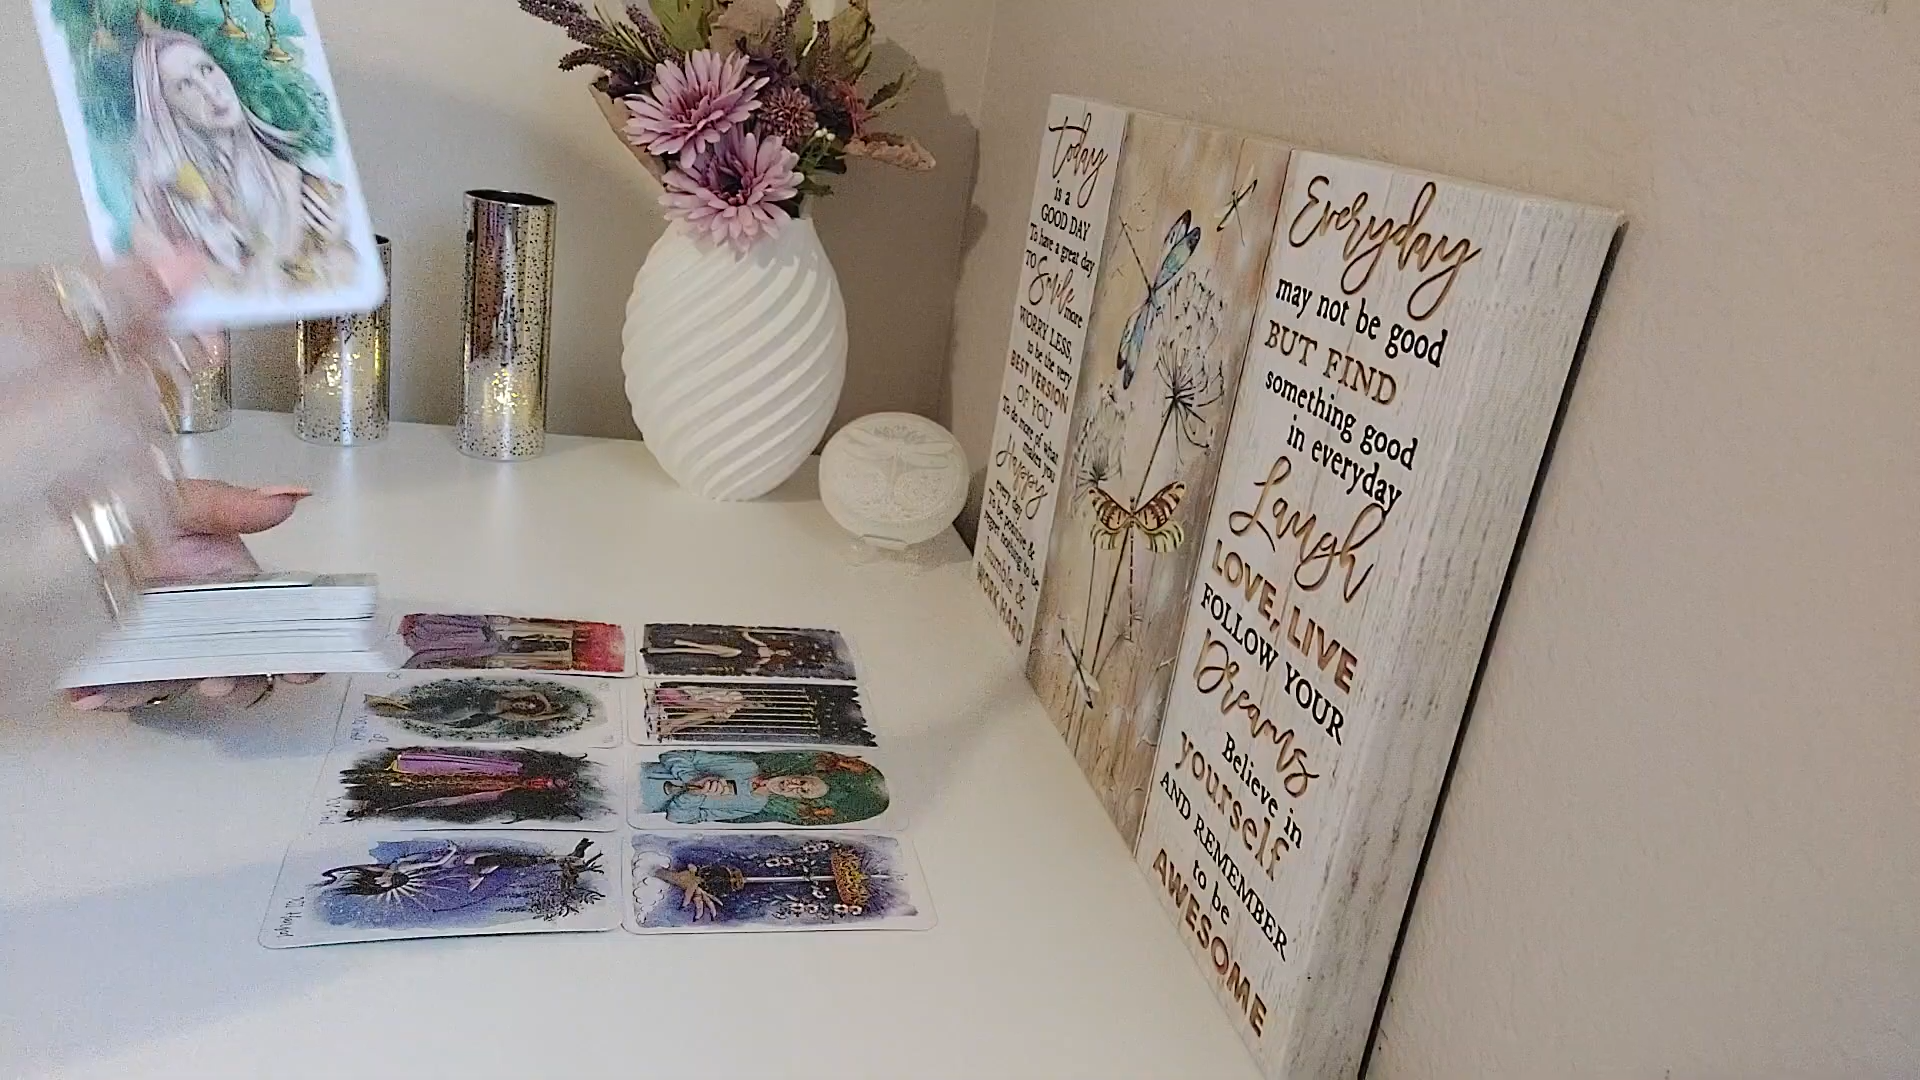 today
is a
GOOD DAY
To have a great day
TO Smile more
WORRY LESS,
to be the very
BEST VERSION
OF YOU
To do more of what
makes you
Happy
every day
To be positive &
regret nothing to be
humble &
WORK HARD
Everyday
may not be good
BUT FIND
something good
in everyday
Laugh
LOVE, LIVE
FOLLOW YOUR
Dreams
Believe in
yourself
AND REMEMBER
to be
AWESOME